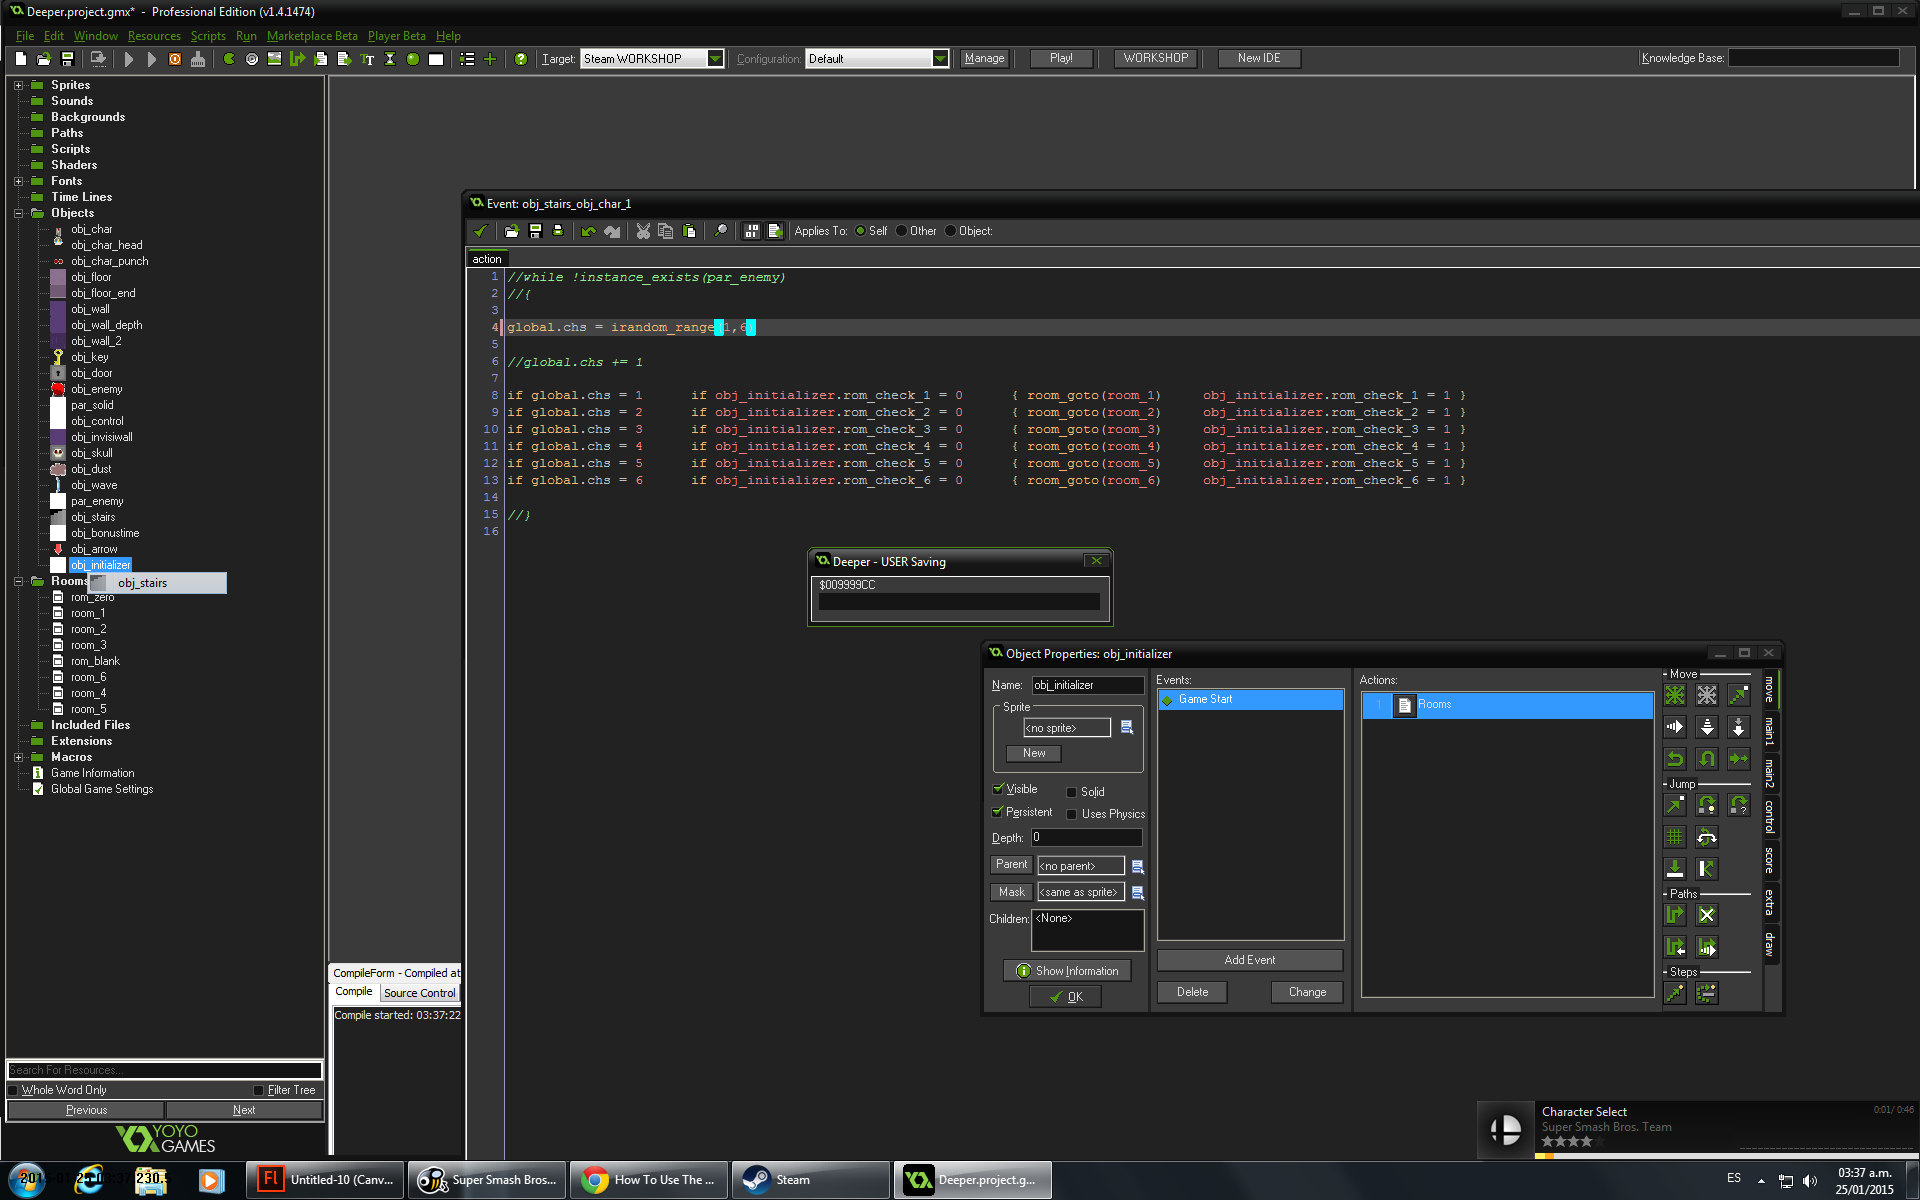 Deeper.project.gmx* - Professional Edition (v1.4.1474)
File Edit Window Resources Scripts Run Marketplace Beta Player Beta Help
Target: Steam WORKSHOP Configuration: Default Manage Play! WORKSHOP New IDE Knowledge Base:
Sprites
Sounds
Backgrounds
Paths
Scripts
Shaders
Fonts
Time Lines
Objects
obj_char
obj_char_head
obj_char_punch
obj_floor
obj_floor_end
obj_wall
obj_wall_depth
obj_wall_2
obj_key
obj_door
obj_enemy
par_solid
obj_control
obj_invisiwall
obj_skull
obj_dust
obj_wave
par_enemy
obj_stairs
obj_bonustime
obj_arrow
obj_initializer
Rooms
obj_stairs
rom_zero
room_1
room_2
room_3
rom_blank
room_6
room_4
room_5
Included Files
Extensions
Macros
Game Information
Global Game Settings
Search For Resources...
Whole Word Only Filter Tree
Previous Next
YOYO GAMES
Event: obj_stairs_obj_char_1
Applies To: Self Other Object:
action
1 //while !instance_exists(par_enemy)
2 //{
3
4 global.chs = irandom_range(1,6)
5
6 //global.chs += 1
7
8 if global.chs = 1 if obj_initializer.rom_check_1 = 0 { room_goto(room_1) obj_initializer.rom_check_1 = 1 }
9 if global.chs = 2 if obj_initializer.rom_check_2 = 0 { room_goto(room_2) obj_initializer.rom_check_2 = 1 }
10 if global.chs = 3 if obj_initializer.rom_check_3 = 0 { room_goto(room_3) obj_initializer.rom_check_3 = 1 }
11 if global.chs = 4 if obj_initializer.rom_check_4 = 0 { room_goto(room_4) obj_initializer.rom_check_4 = 1 }
12 if global.chs = 5 if obj_initializer.rom_check_5 = 0 { room_goto(room_5) obj_initializer.rom_check_5 = 1 }
13 if global.chs = 6 if obj_initializer.rom_check_6 = 0 { room_goto(room_6) obj_initializer.rom_check_6 = 1 }
14
15 //}
16
Deeper - USER Saving
$009999CC
Object Properties: obj_initializer
Name: obj_initializer
Sprite
<no sprite>
New
Visible Solid
Persistent Uses Physics
Depth: 0
Parent <no parent>
Mask <same as sprite>
Children: <None>
Show Information
OK
Events:
Game Start
Add Event
Delete Change
Actions:
1 Rooms
Move
Jump
Paths
Steps
move
main1
main2
control
score
extra
draw
CompileForm - Compiled at
Compile Source Control
Compile started: 03:37:22
Character Select 0:01/ 0:46
Super Smash Bros. Team
Untitled-10 (Canv... Super Smash Bros... How To Use The ... Steam Deeper.project.g...
ES 03:37 a.m.
25/01/2015